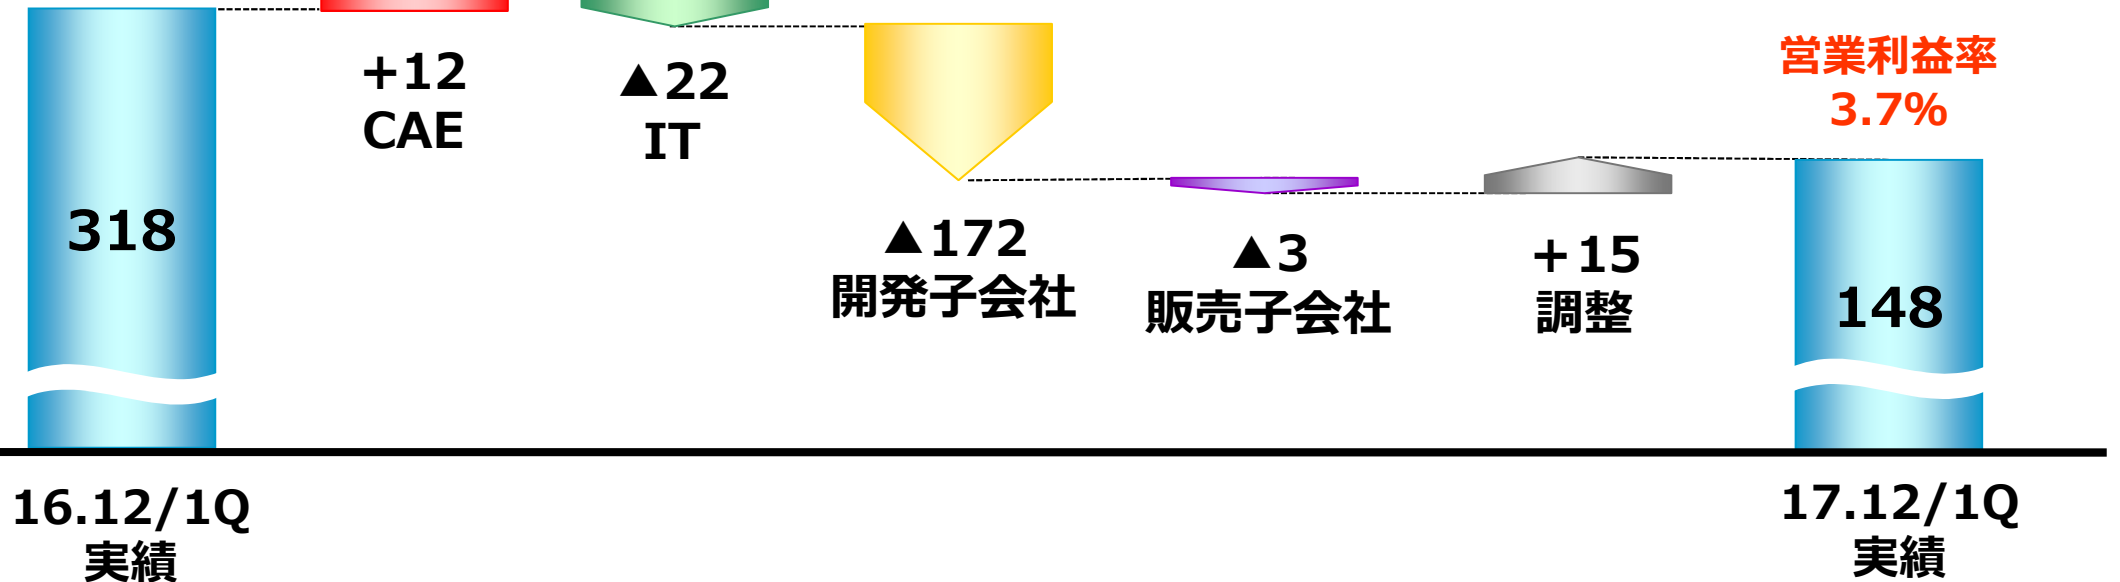 318
+12
CAE
▲22
IT
▲172
開発子会社
▲3
販売子会社
+15
調整
営業利益率
3.7%
148
16.12/1Q
実績
17.12/1Q
実績